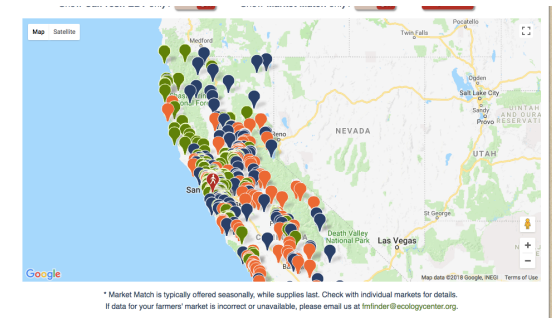 Map Satellite
Pocatello
Twin Falls
Medford
Ogden
Salt Lake City
Sandy
Provo
UINTAH
NEVADA
UTAH
San
St George
Death Valley
National Park
Las Vegas
Google
Map data ©2018 Google, INEGI Terms of Use
* Market Match is typically offered seasonally, while supplies last. Check with individual markets for details.
If data for your farmers' market is incorrect or unavailable, please email us at fmfinder@ecologycenter.org.